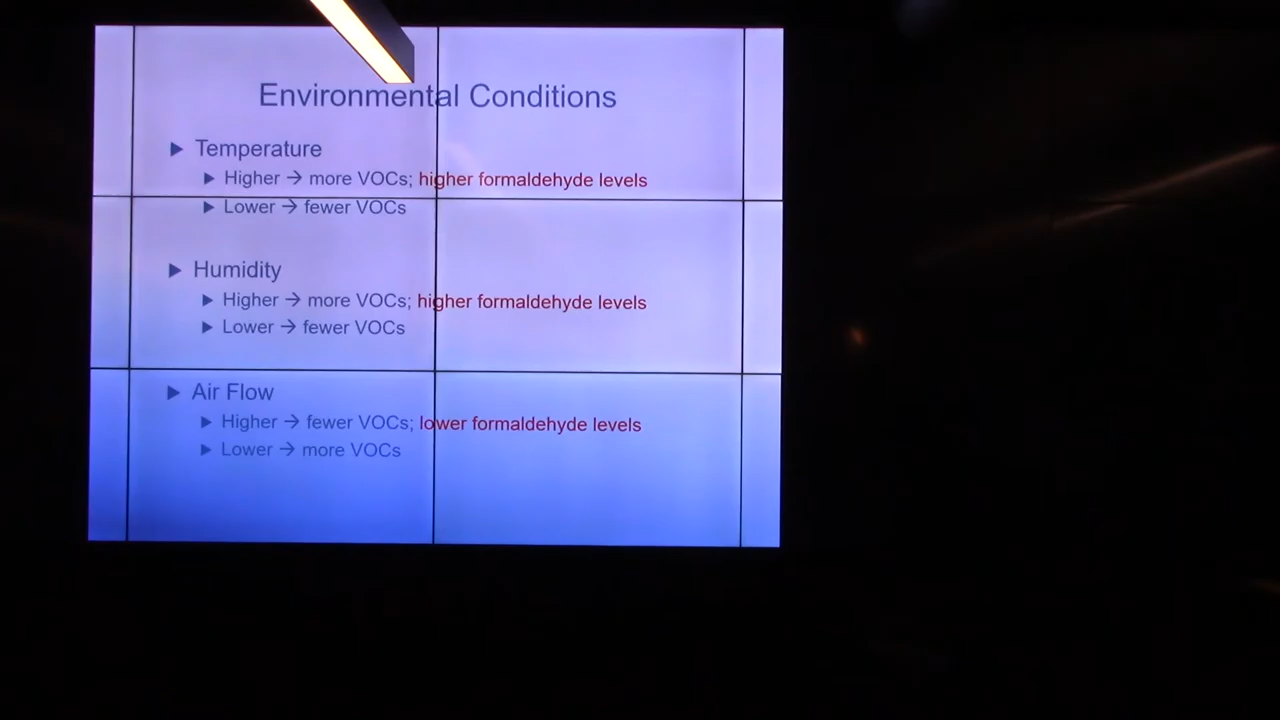 Environmental Conditions
▶ Temperature
▶ Higher → more VOCs; higher formaldehyde levels
▶ Lower → fewer VOCs
▶ Humidity
▶ Higher → more VOCs; higher formaldehyde levels
▶ Lower → fewer VOCs
▶ Air Flow
▶ Higher → fewer VOCs; lower formaldehyde levels
▶ Lower → more VOCs